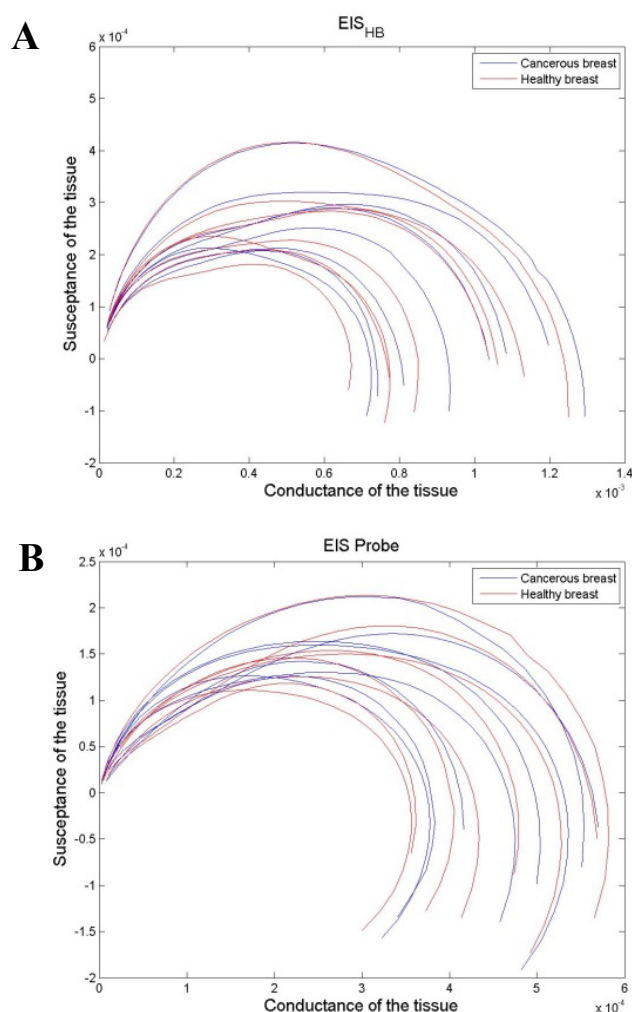 A
EIS_HB
x 10^-4
Cancerous breast
Healthy breast
6
5
4
3
2
1
0
-1
-2
Susceptance of the tissue
0
0.2
0.4
0.6
0.8
1
1.2
1.4
x 10^-3
Conductance of the tissue
B
EIS Probe
x 10^-4
Cancerous breast
Healthy breast
2.5
2
1.5
1
0.5
0
-0.5
-1
-1.5
-2
Susceptance of the tissue
0
1
2
3
4
5
6
x 10^-4
Conductance of the tissue